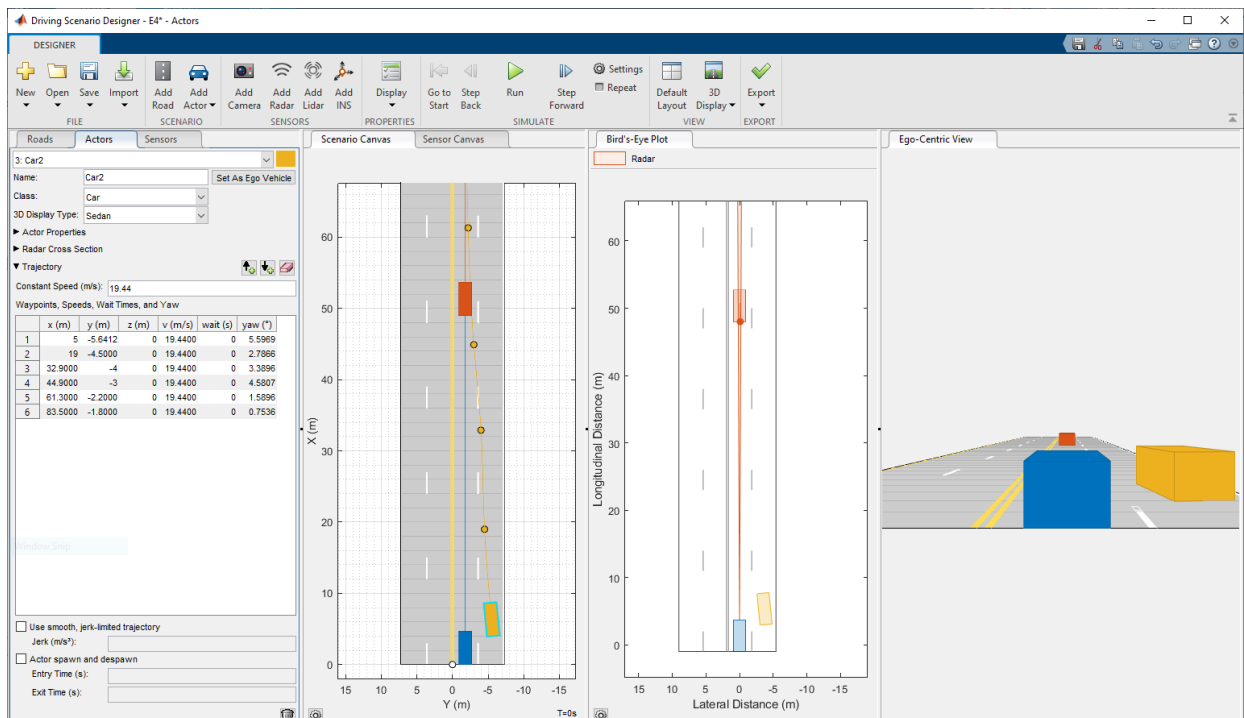 Driving Scenario Designer - E4* - Actors
DESIGNER
New Open Save Import Add Road Add Actor Add Camera Add Radar Add Lidar Add INS Display Go to Start Step Back Run Step Forward Settings Repeat Default Layout 3D Display Export
FILE SCENARIO SENSORS PROPERTIES SIMULATE VIEW EXPORT
Roads Actors Sensors
3: Car2
Name: Car2 Set As Ego Vehicle
Class: Car
3D Display Type: Sedan
Actor Properties
Radar Cross Section
Trajectory
Constant Speed (m/s): 19.44
Waypoints, Speeds, Wait Times, and Yaw
x (m) y (m) z (m) v (m/s) wait (s) yaw (°)
1 5 -5.6412 0 19.4400 0 5.5969
2 19 -4.5000 0 19.4400 0 2.7866
3 32.9000 -4 0 19.4400 0 3.3896
4 44.9000 -3 0 19.4400 0 4.5807
5 61.3000 -2.2000 0 19.4400 0 1.5896
6 83.5000 -1.8000 0 19.4400 0 0.7536
Window Snip
Use smooth, jerk-limited trajectory
Jerk (m/s³):
Actor spawn and despawn
Entry Time (s):
Exit Time (s):
Scenario Canvas Sensor Canvas
60
50
40
30
20
10
0
X (m)
15 10 5 0 -5 -10 -15
Y (m)
T=0s
Bird's-Eye Plot
Radar
60
50
40
30
20
10
0
Longitudinal Distance (m)
15 10 5 0 -5 -10 -15
Lateral Distance (m)
Ego-Centric View